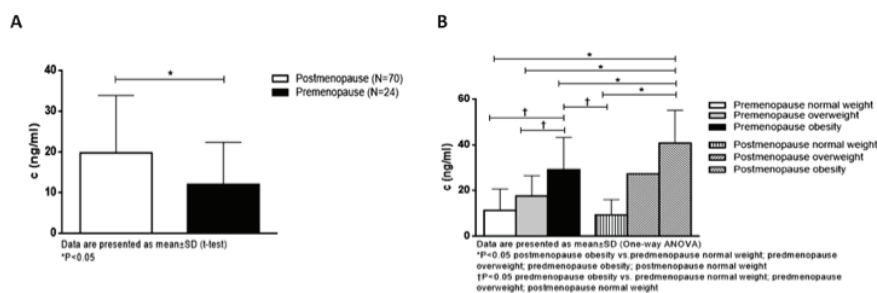 A
c (ng/ml)
40
30
20
10
0
*
Postmenopause (N=70)
Premenopause (N=24)
Data are presented as mean±SD (t-test)
*P<0.05
B
c (ng/ml)
60
40
20
0
*
*
*
*
†
†
†
Premenopause normal weight
Premenopause overweight
Premenopause obesity
Postmenopause normal weight
Postmenopause overweight
Postmenopause obesity
Data are presented as mean±SD (One-way ANOVA)
*P<0.05 postmenopause obesity vs.predmenopause normal weight; predmenopause
overweight; predmenopause obesity; postmenopause normal weight
†P<0.05 predmenopause obesity vs. predmenopause normal weight; predmenopause
overweight; postmenopause normal weight